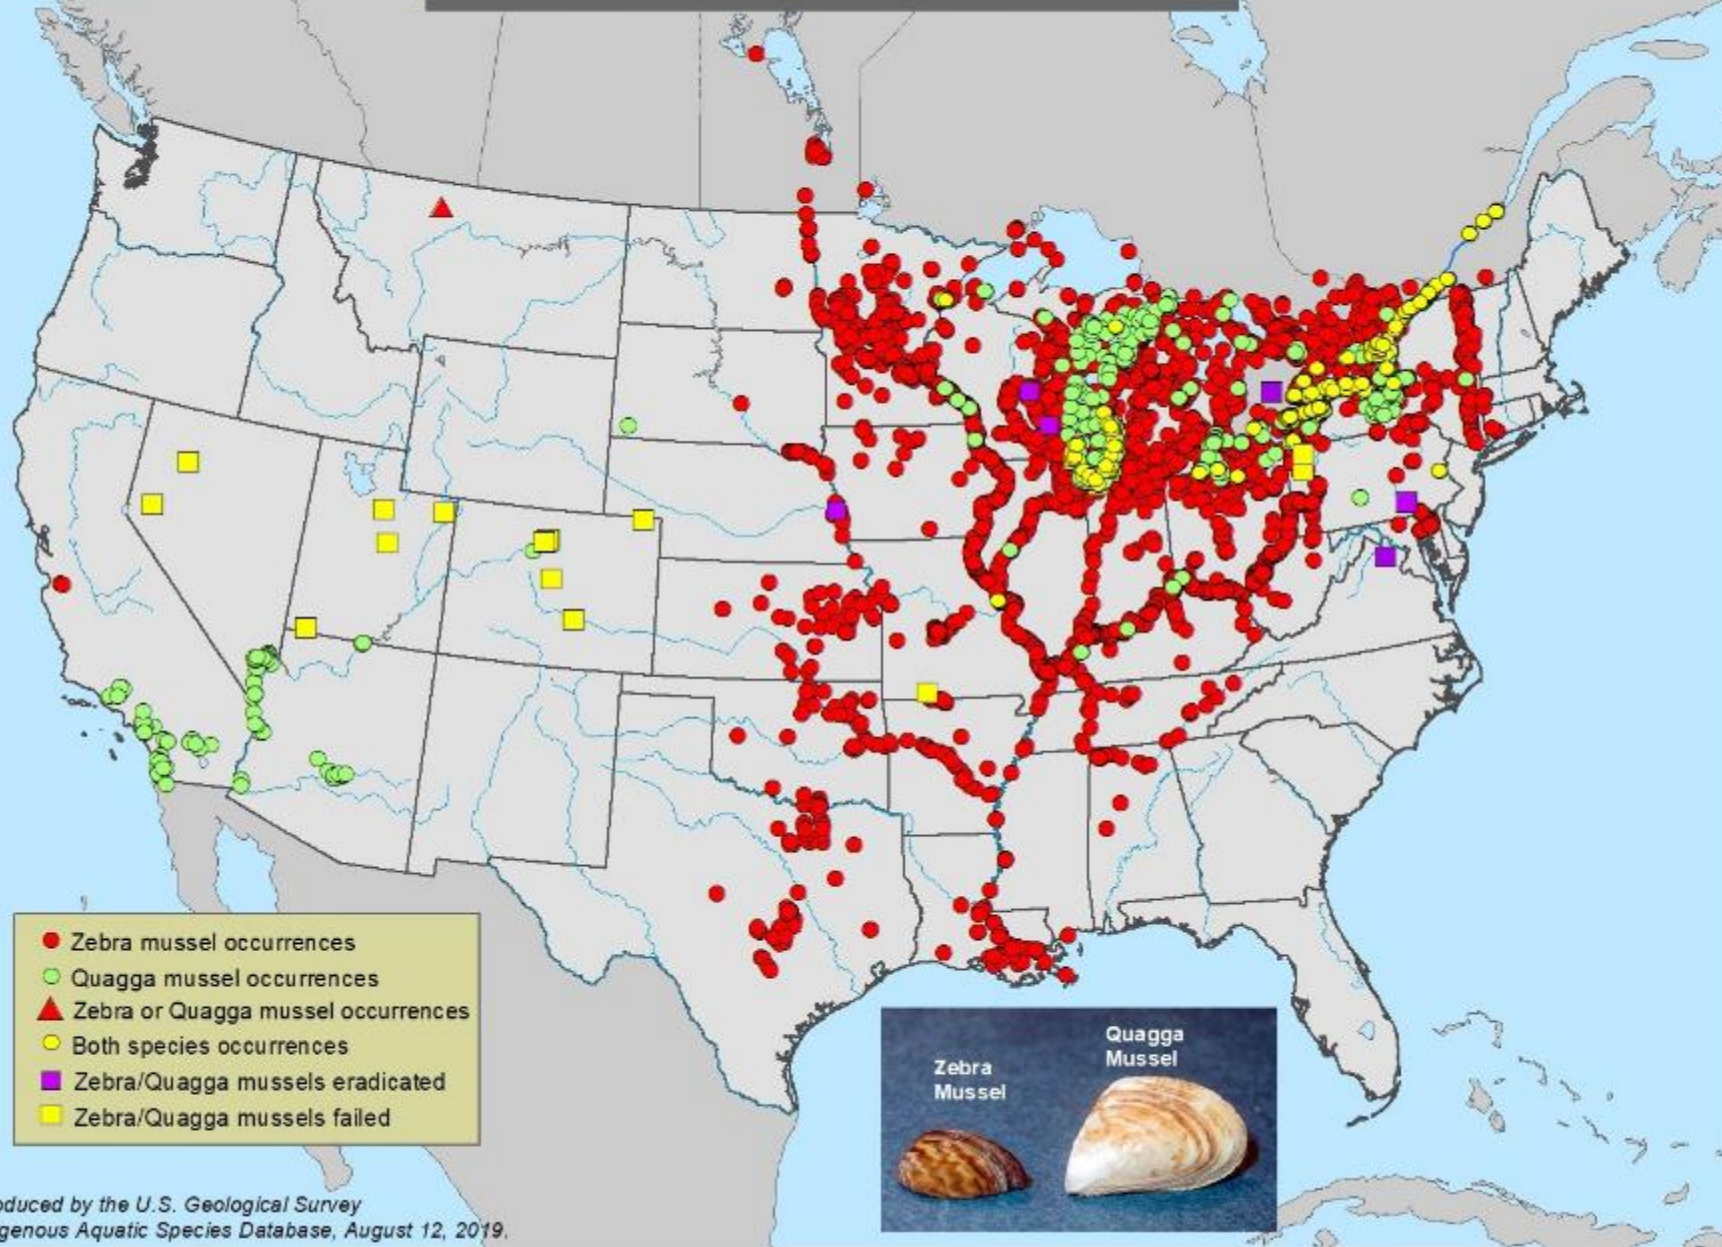 Zebra mussel occurrences
Quagga mussel occurrences
Zebra or Quagga mussel occurrences
Both species occurrences
Zebra/Quagga mussels eradicated
Zebra/Quagga mussels failed
Zebra
Mussel
Quagga
Mussel
oduced by the U.S. Geological Survey
igenous Aquatic Species Database, August 12, 2019.